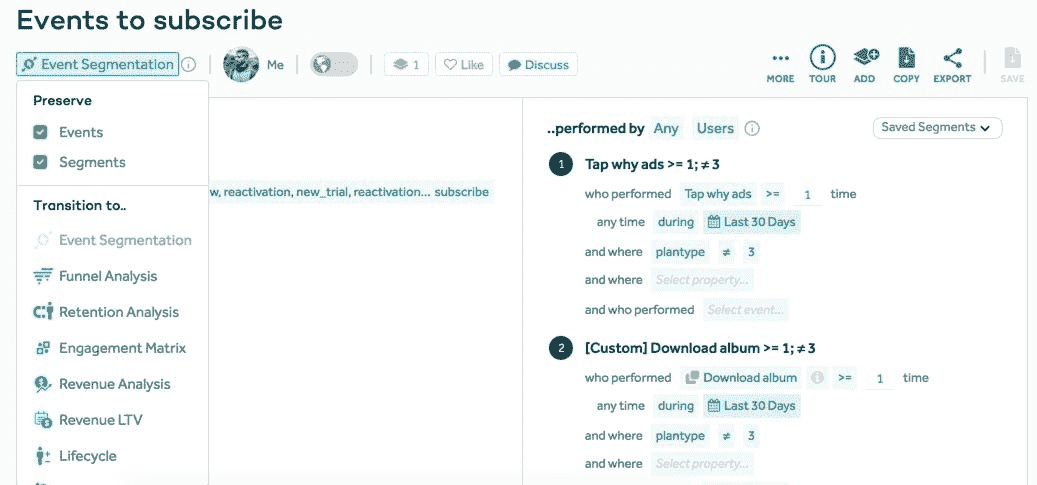 Events to subscribe
Event Segmentation
Me
1
Like
Discuss
MORE
TOUR
ADD
COPY
EXPORT
SAVE
Preserve
Events
Segments
Transition to..
Event Segmentation
Funnel Analysis
Retention Analysis
Engagement Matrix
Revenue Analysis
Revenue LTV
Lifecycle
w, reactivation, new_trial, reactivation... subscribe
..performed by Any Users
Saved Segments
1 Tap why ads >= 1; ≠ 3
who performed Tap why ads >= 1 time
any time during Last 30 Days
and where plantype ≠ 3
and where Select property...
and who performed Select event...
2 [Custom] Download album >= 1; ≠ 3
who performed Download album >= 1 time
any time during Last 30 Days
and where plantype ≠ 3
and where Select property...